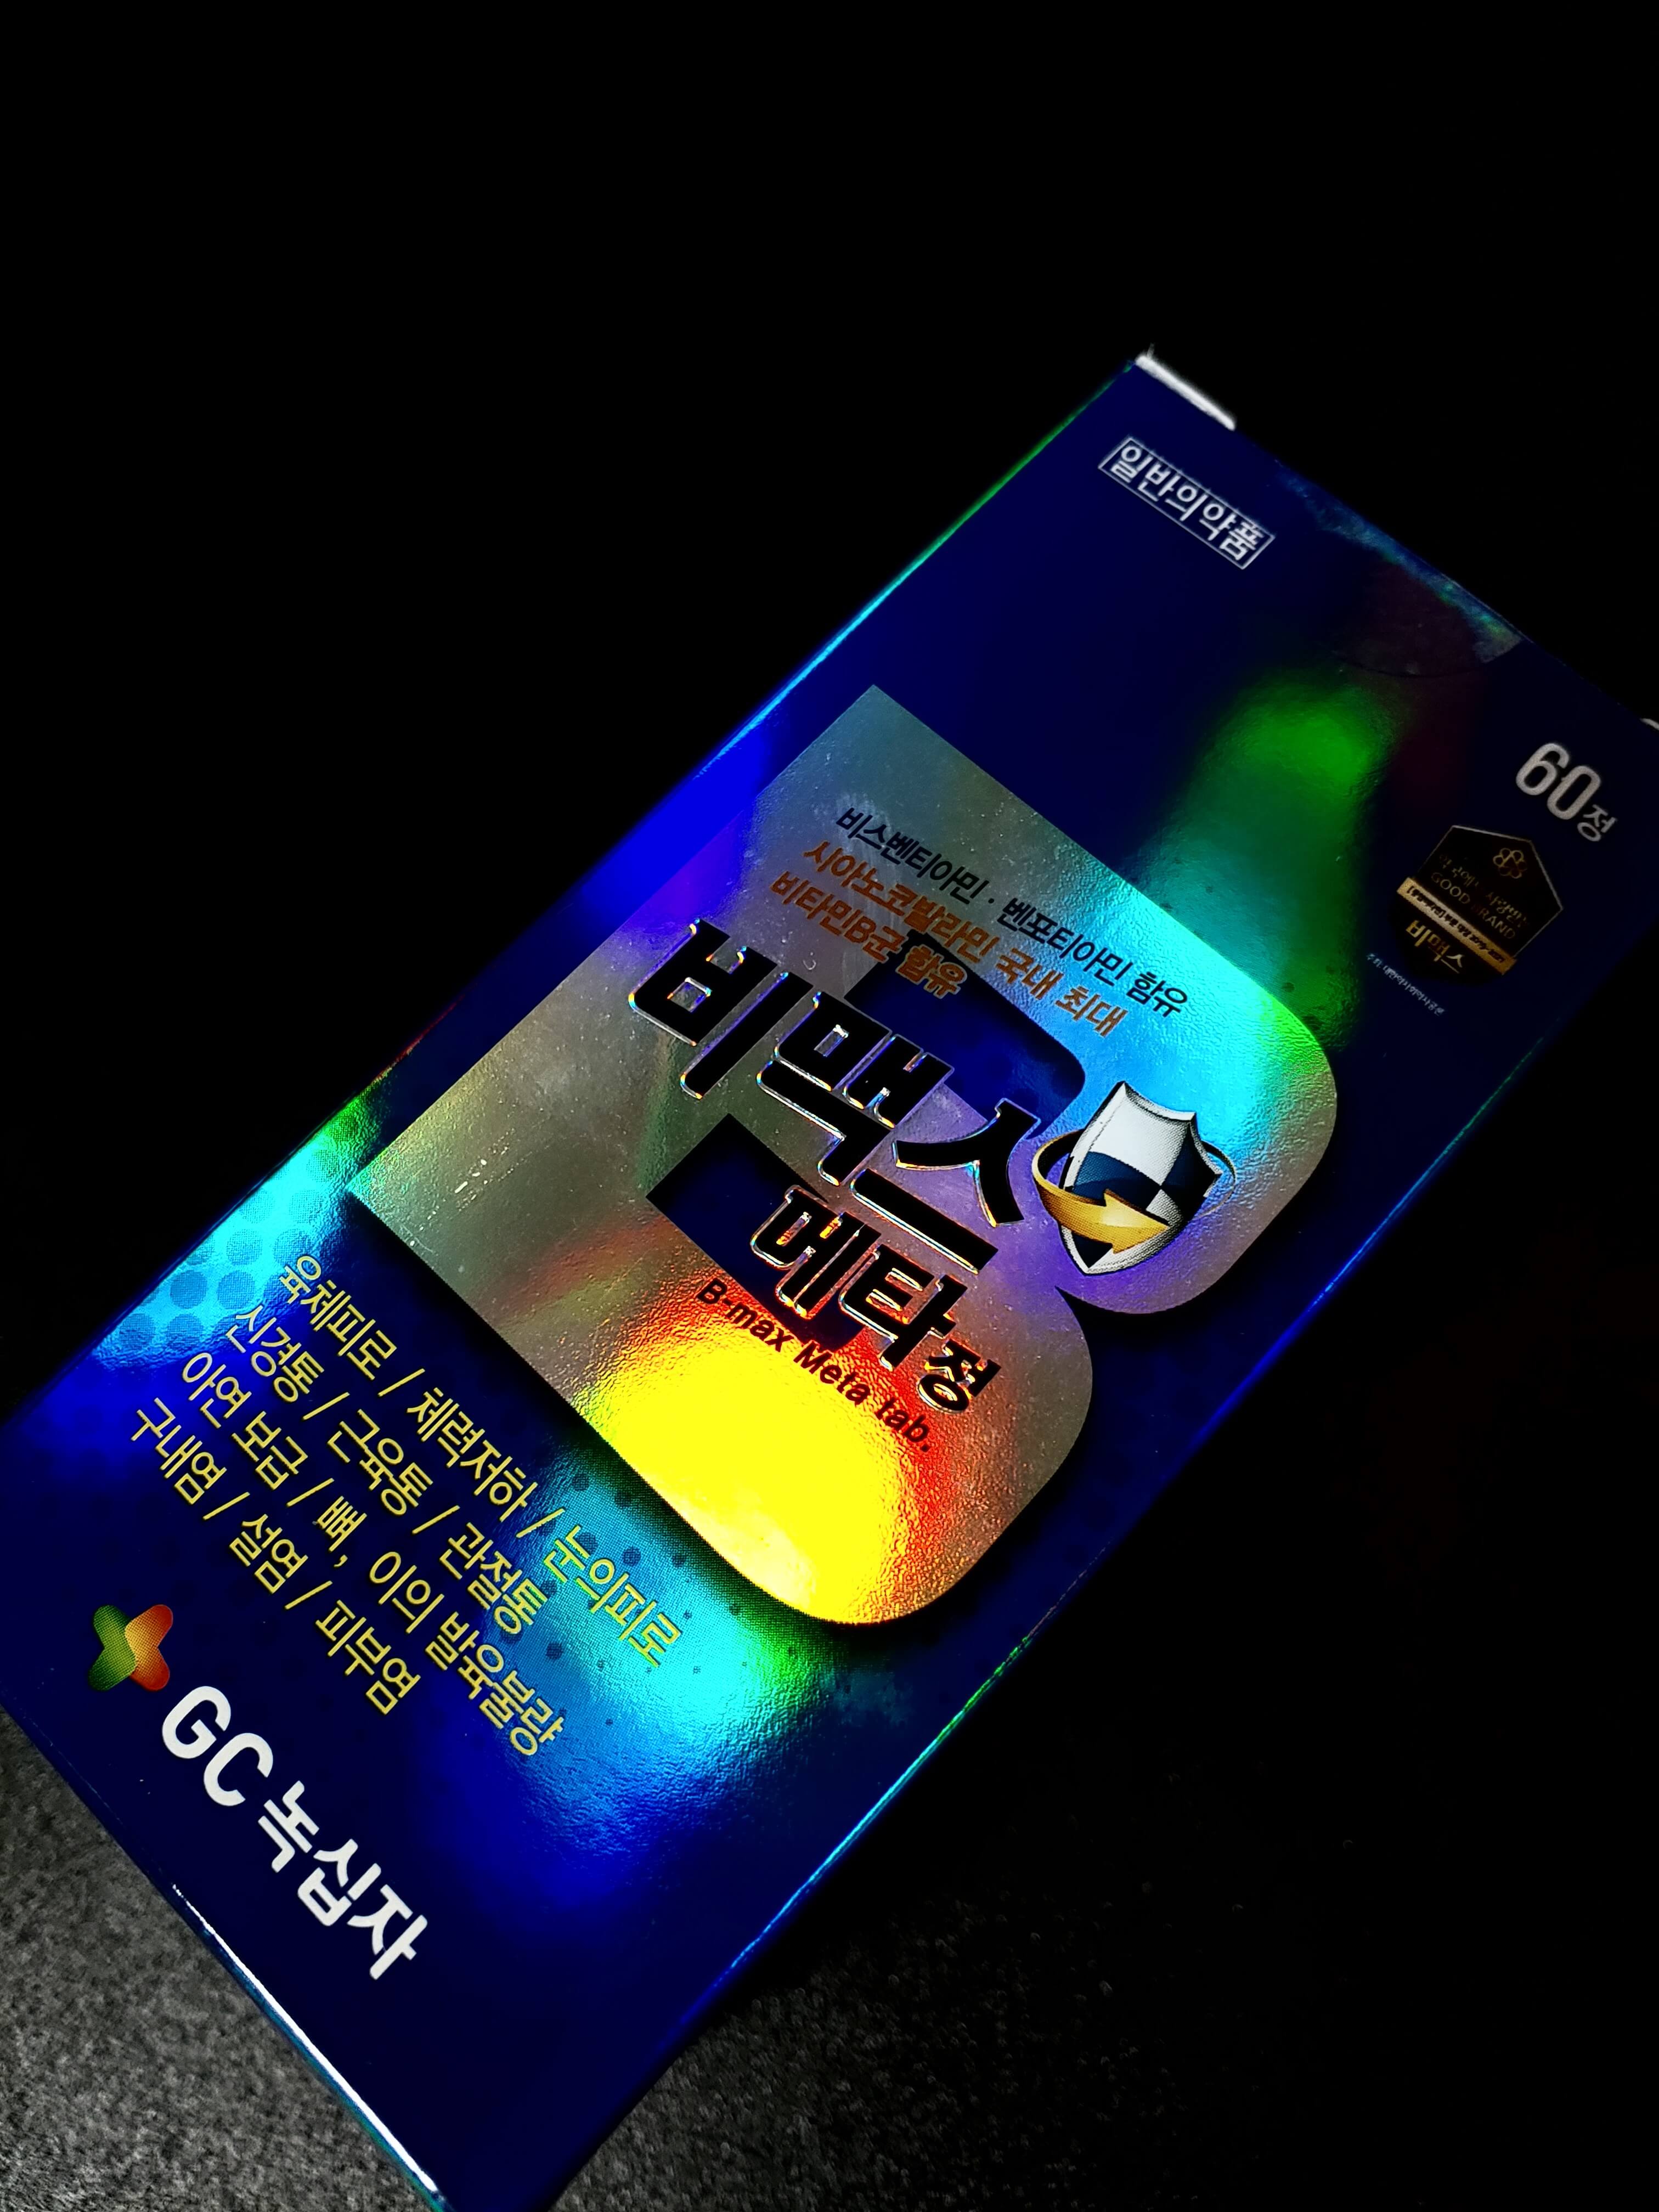 일반의약품
60정
GOOD BRAND
비맥스
비스벤티아민 · 벤포티아민 함유
시아노코발라민 국내 최대
비타민B군 함유
비맥스
메타정
B-max Meta tab.
육체피로 / 체력저하 / 눈의피로
신경통 / 근육통 / 관절통
아연 보급 / 뼈, 이의 발육불량
구내염 / 설염 / 피부염
GC 녹십자